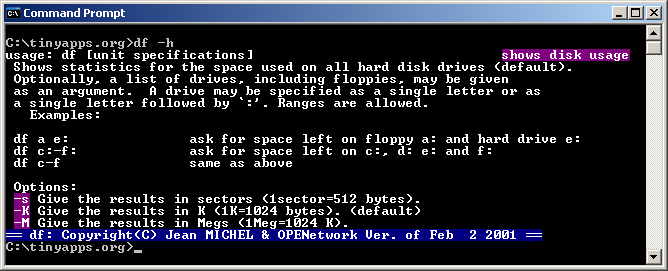 Command Prompt
C:\tinyapps.org>df -h
usage: df [unit specifications] shows disk usage
Shows statistics for the space used on all hard disk drives (default).
Optionally, a list of drives, including floppies, may be given
as an argument. A drive may be specified as a single letter or as
a single letter followed by `:'. Ranges are allowed.
Examples:
df a e: ask for space left on floppy a: and hard drive e:
df c:-f: ask for space left on c:, d: e: and f:
df c-f same as above
Options:
-s Give the results in sectors (1sector=512 bytes).
-K Give the results in K (1K=1024 bytes). (default)
-M Give the results in Megs (1Meg=1024 K).
== df: Copyright(C) Jean MICHEL & OPENetwork Ver. of Feb 2 2001 ==
C:\tinyapps.org>_